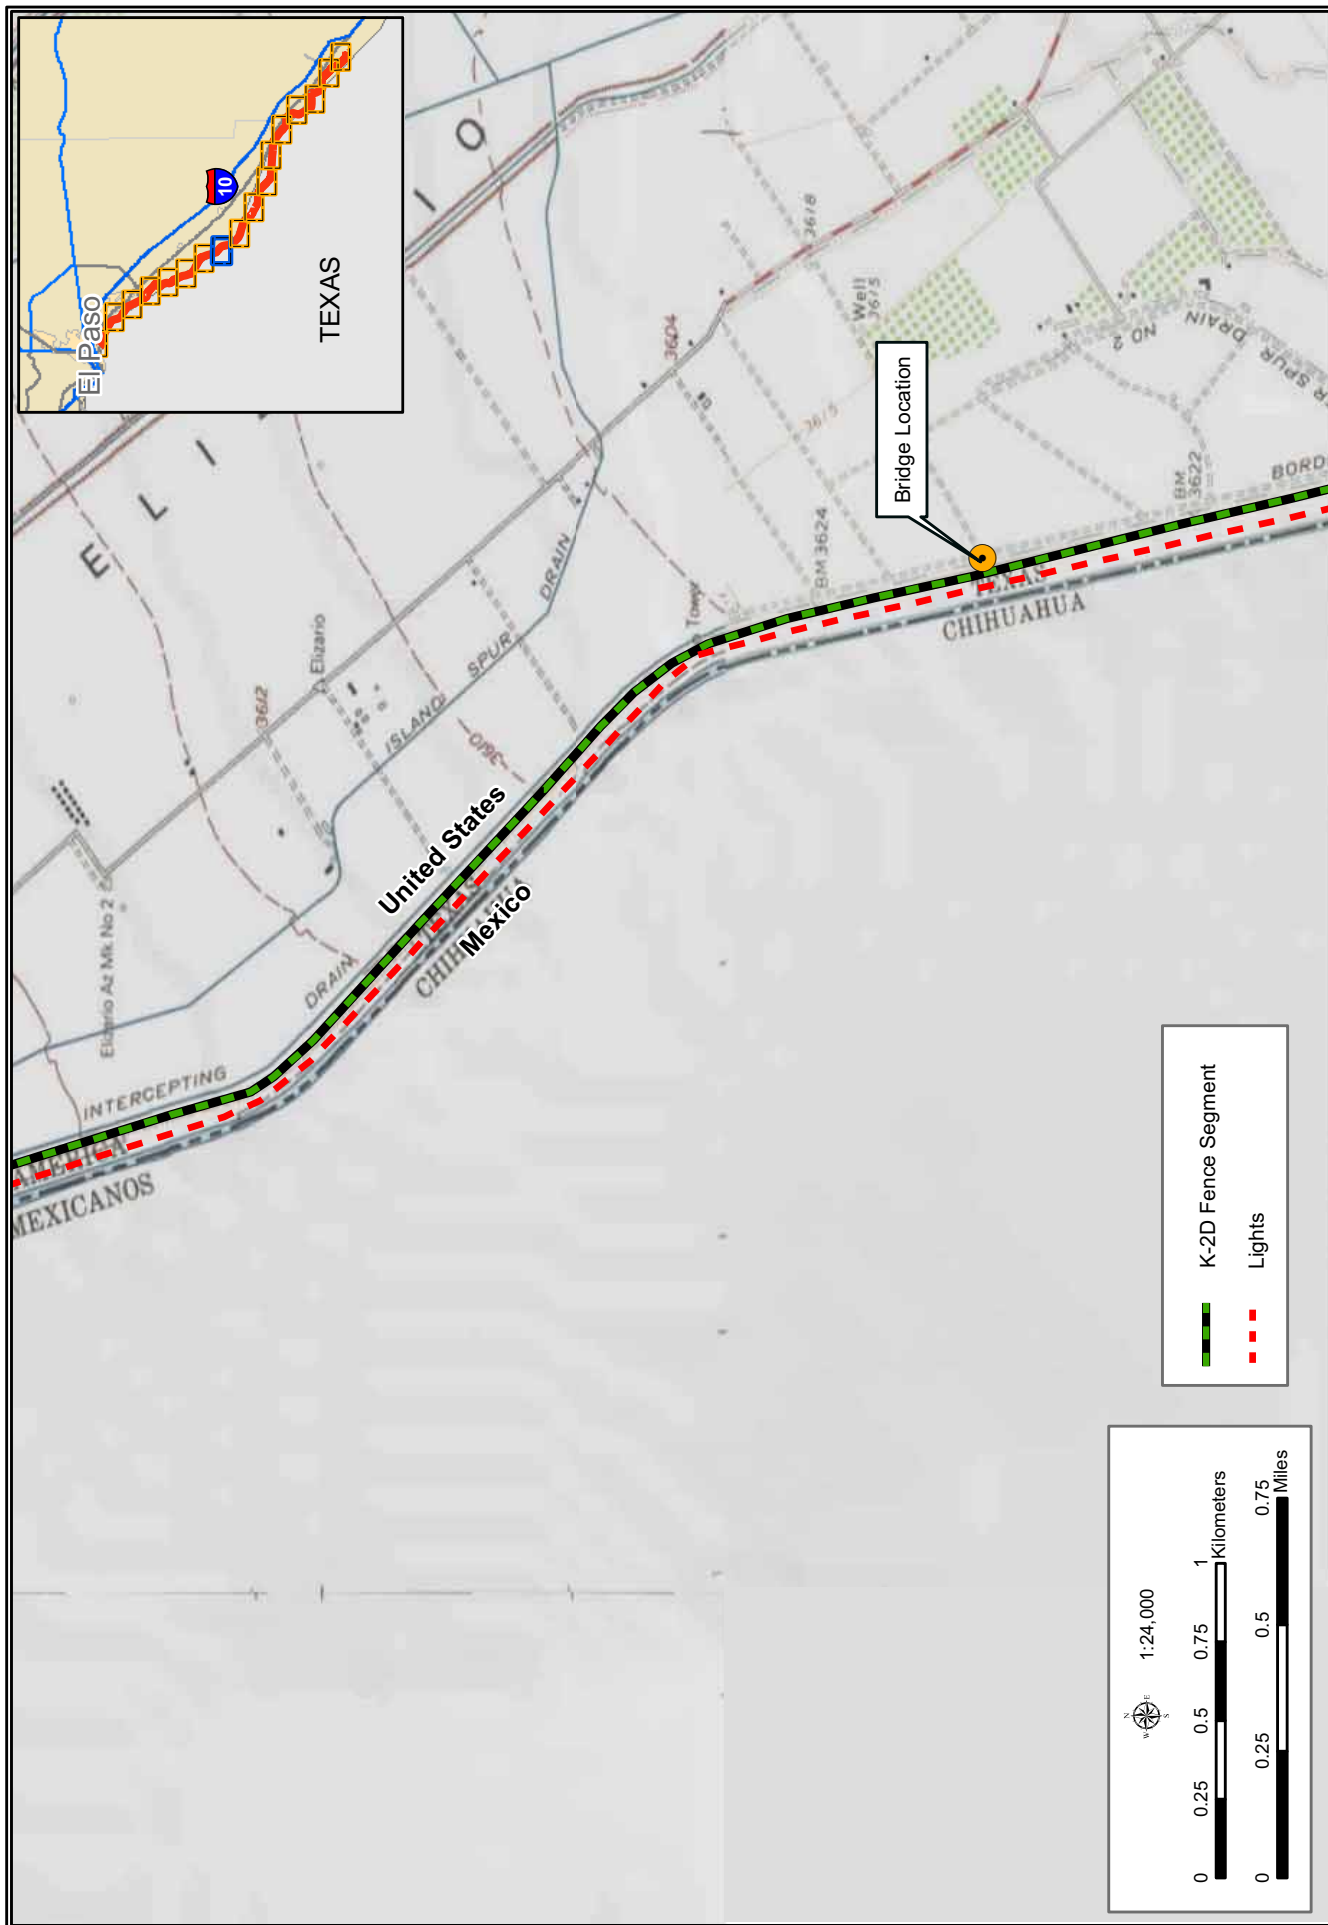 El Paso
10
TEXAS
E
L
I
I
O
3612
Elizario
ISLAND
SPUR
DRAIN
3610
3604
Well
3615
3618
3615
Elizario Az Mk No 2
INTERCEPTING
DRAIN
United States
Mexico
AMERICA
MEXICANOS
Tower
BM 3624
Bridge Location
TEXAS
CHIHUAHUA
NO 2
SPUR DRAIN
BM
3622
K-2D Fence Segment
Lights
N
W
E
S
1:24,000
0 0.25 0.5 0.75 1
Kilometers
0 0.25 0.5 0.75
Miles